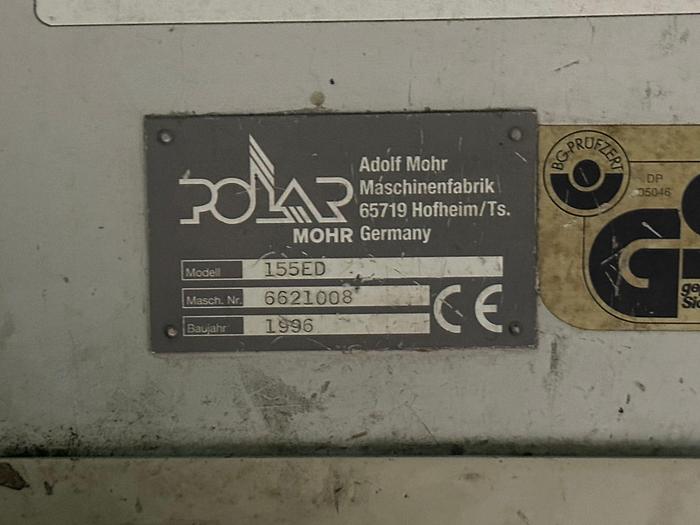 POLAR
MOHR
Adolf Mohr
Maschinenfabrik
65719 Hofheim/Ts.
Germany
Modell 155ED
Masch. Nr. 6621008
Baujahr 1996
CE
BG-PRÜFZERT
DP
05046
GS